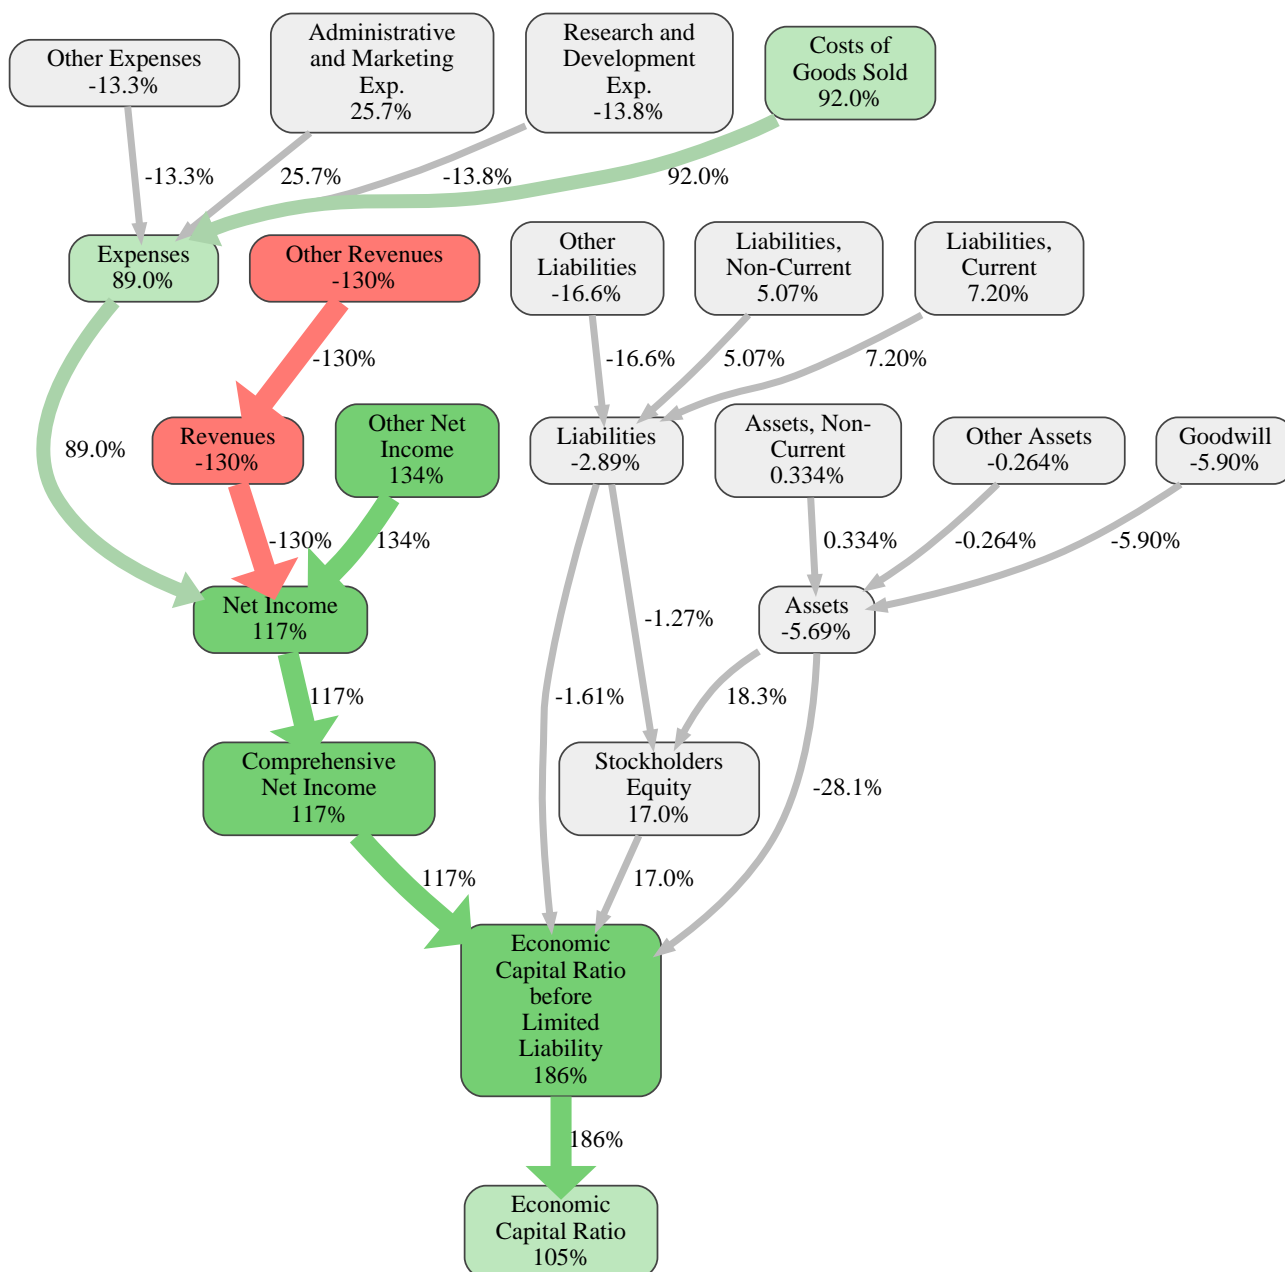 Other Expenses
-13.3%
Administrative
and Marketing
Exp.
25.7%
Research and
Development
Exp.
-13.8%
Costs of
Goods Sold
92.0%
-13.3%
25.7%
-13.8%
92.0%
Expenses
89.0%
Other Revenues
-130%
Other
Liabilities
-16.6%
Liabilities,
Non-Current
5.07%
Liabilities,
Current
7.20%
-130%
-16.6%
5.07%
7.20%
89.0%
Revenues
-130%
Other Net
Income
134%
Liabilities
-2.89%
Assets, Non-
Current
0.334%
Other Assets
-0.264%
Goodwill
-5.90%
-130%
134%
0.334%
-0.264%
-5.90%
Net Income
117%
-1.27%
Assets
-5.69%
117%
-1.61%
18.3%
Comprehensive
Net Income
117%
Stockholders
Equity
17.0%
-28.1%
117%
17.0%
Economic
Capital Ratio
before
Limited
Liability
186%
186%
Economic
Capital Ratio
105%